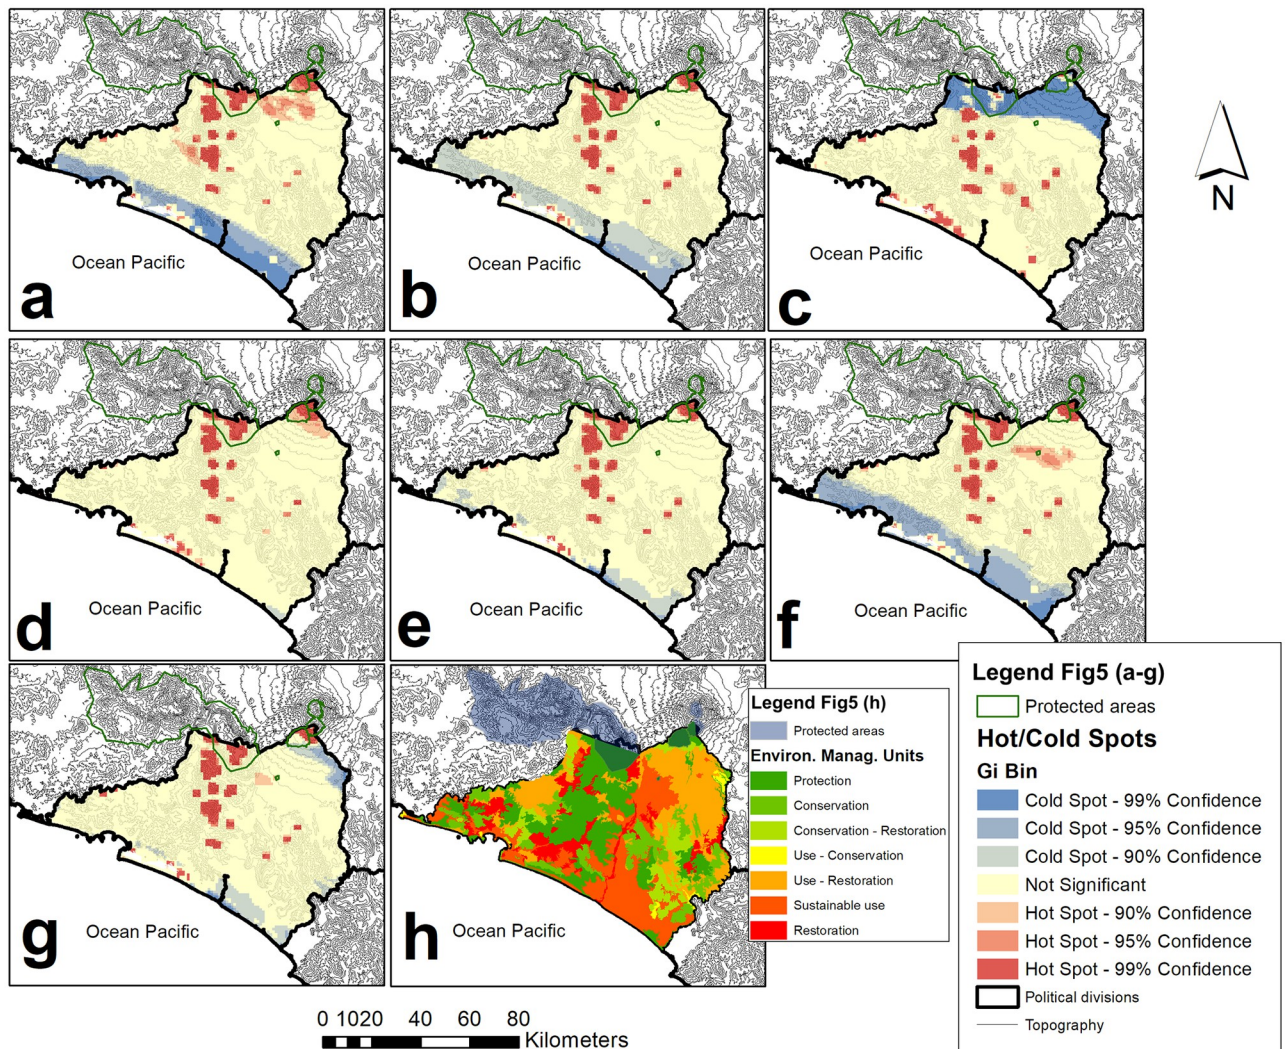 N
Ocean Pacific
a
Ocean Pacific
b
Ocean Pacific
c
Ocean Pacific
d
Ocean Pacific
e
Ocean Pacific
f
Ocean Pacific
g
Ocean Pacific
h
Legend Fig5 (h)
Protected areas
Environ. Manag. Units
Protection
Conservation
Conservation - Restoration
Use - Conservation
Use - Restoration
Sustainable use
Restoration
Legend Fig5 (a-g)
Protected areas
Hot/Cold Spots
Gi Bin
Cold Spot - 99% Confidence
Cold Spot - 95% Confidence
Cold Spot - 90% Confidence
Not Significant
Hot Spot - 90% Confidence
Hot Spot - 95% Confidence
Hot Spot - 99% Confidence
Political divisions
Topography
0 10 20 40 60 80
Kilometers